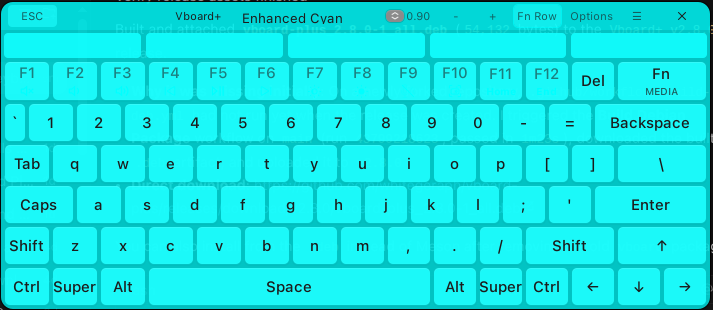 ESC Vboard+ Enhanced Cyan 0.90 - + Fn Row Options ☰ ✕
F1 F2 F3 F4 F5 F6 F7 F8 F9 F10 F11 F12 Del Fn
MEDIA
` 1 2 3 4 5 6 7 8 9 0 - = Backspace
Tab q w e r t y u i o p [ ] \
Caps a s d f g h j k l ; ' Enter
Shift z x c v b n m , . / Shift ↑
Ctrl Super Alt Space Alt Super Ctrl ← ↓ →